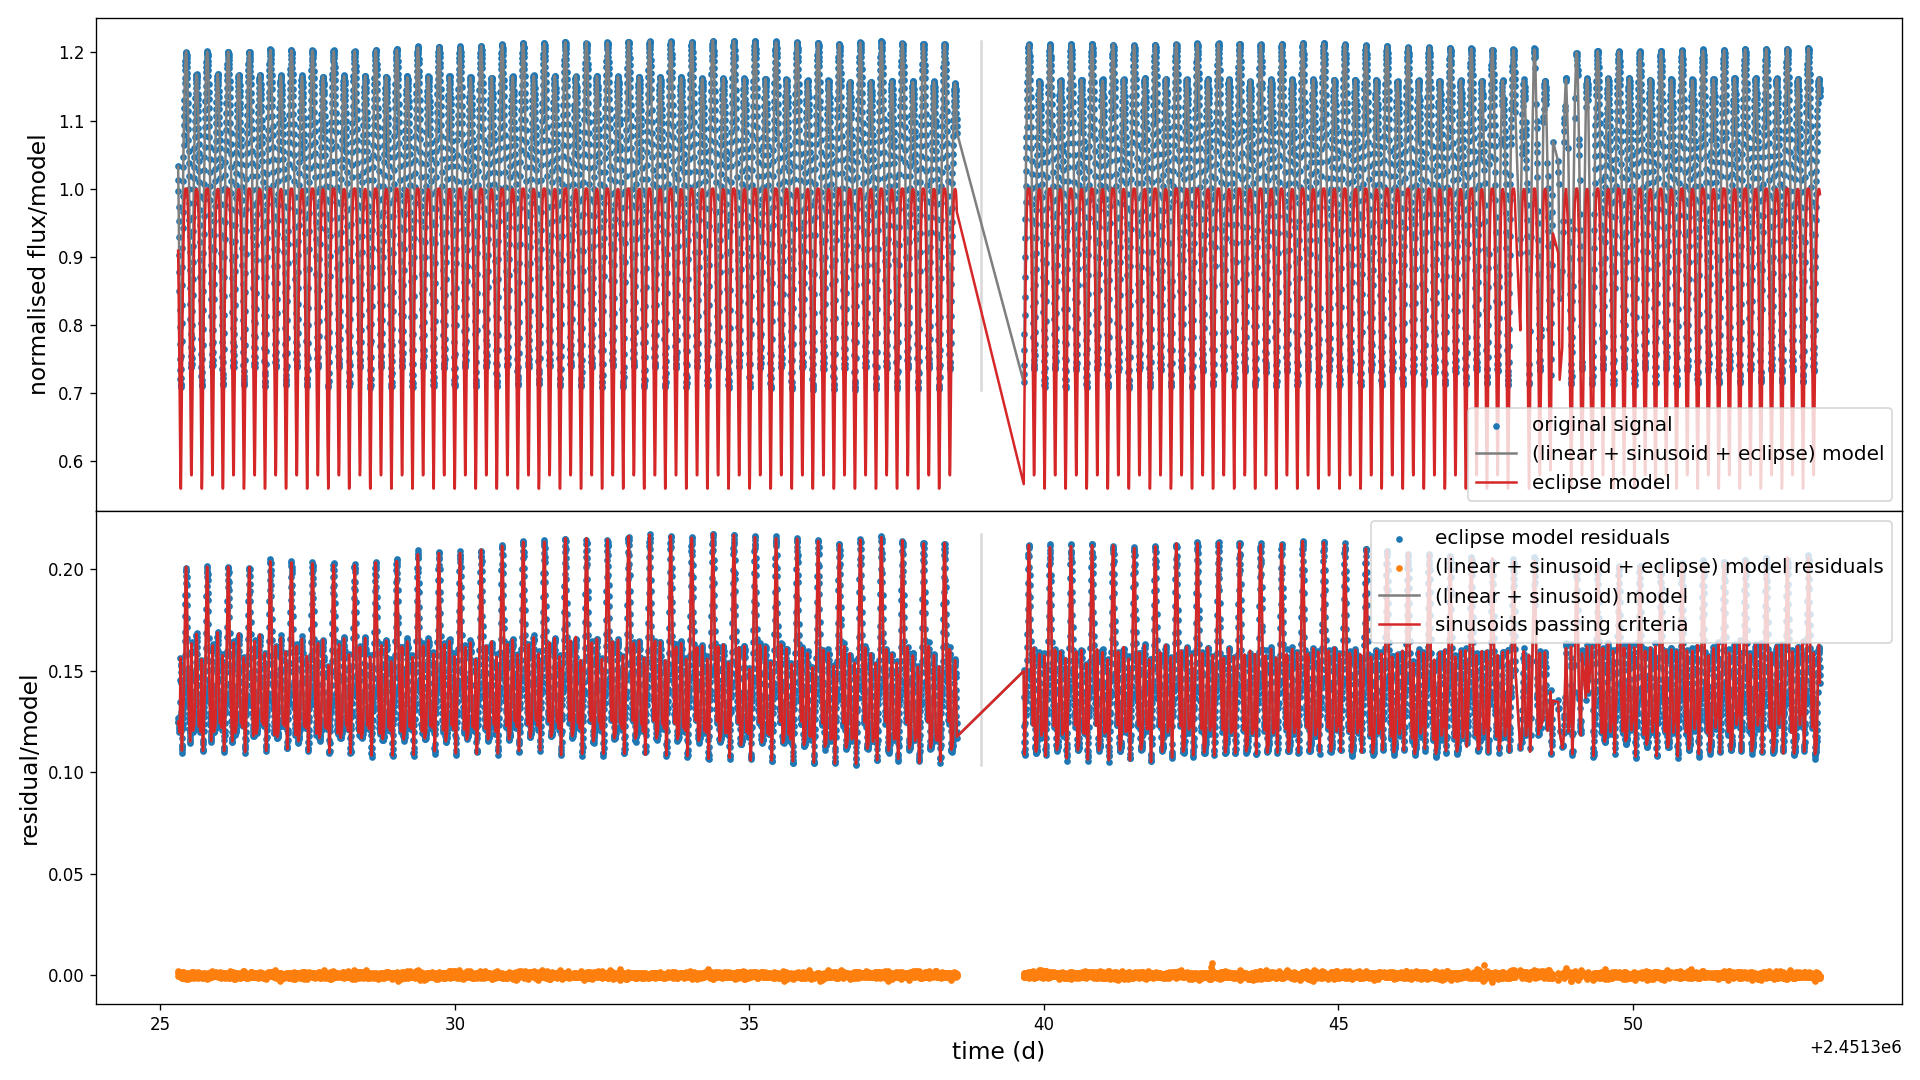 1.2
1.1
1.0
0.9
0.8
0.7
0.6
normalised flux/model
original signal
(linear + sinusoid + eclipse) model
eclipse model
0.20
0.15
0.10
0.05
0.00
residual/model
eclipse model residuals
(linear + sinusoid + eclipse) model residuals
(linear + sinusoid) model
sinusoids passing criteria
25 30 35 40 45 50
time (d)
+2.4513e6